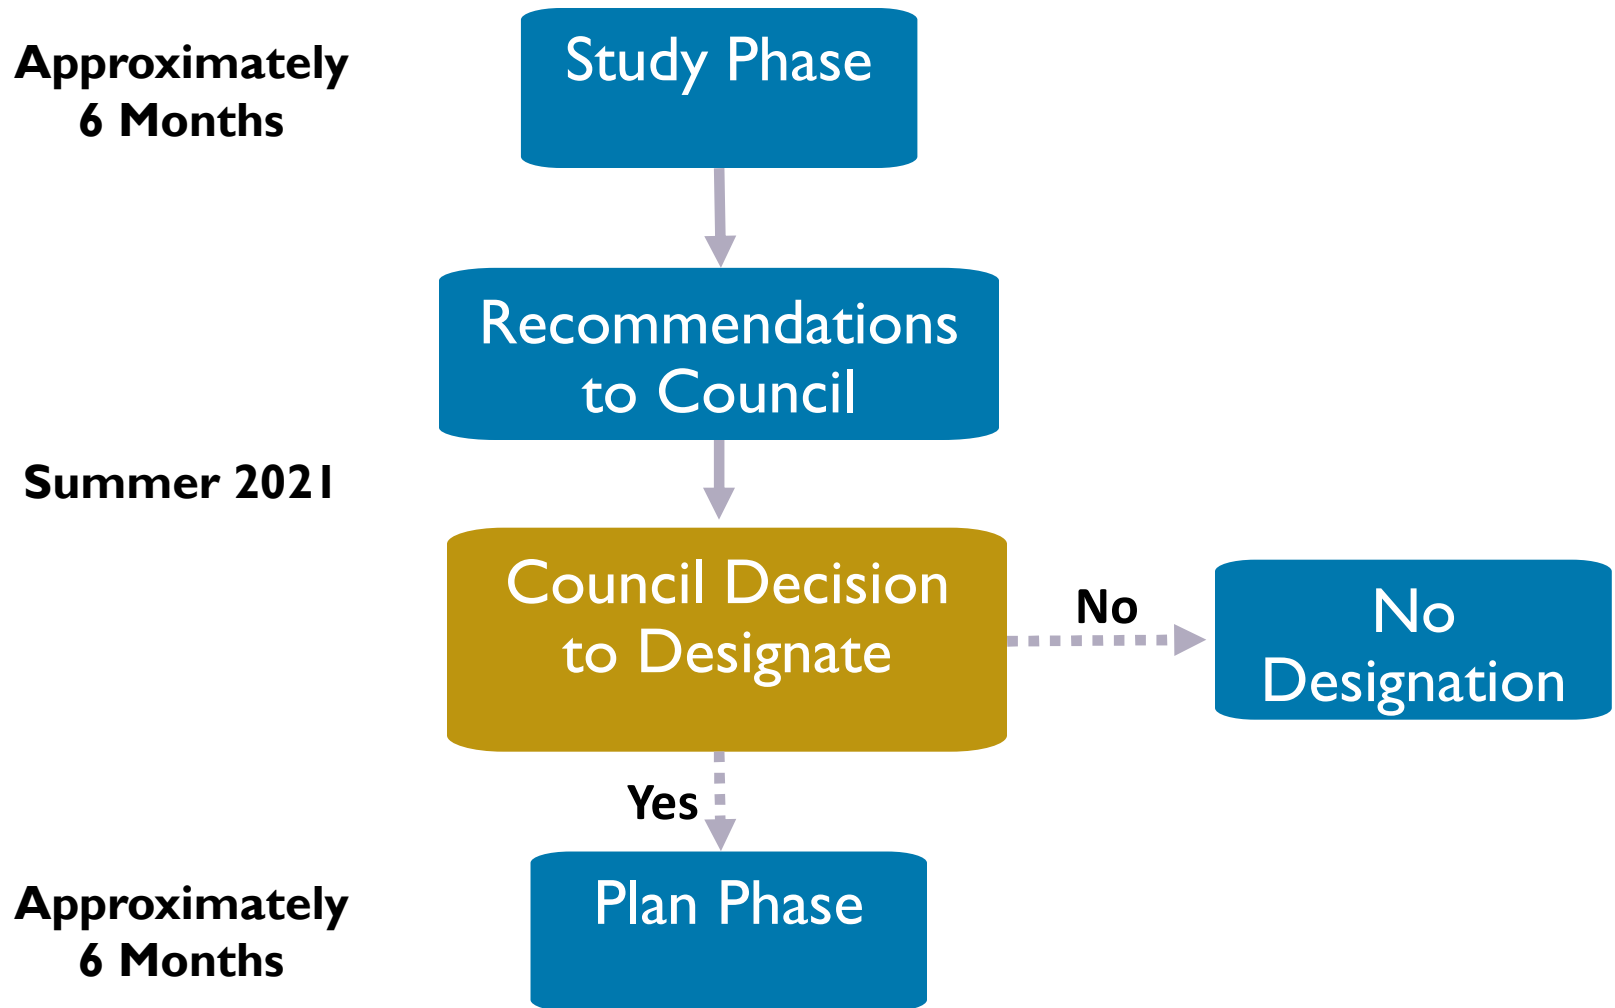 Approximately
6 Months
Study Phase
Recommendations
to Council
Summer 2021
Council Decision
to Designate
No
No
Designation
Yes
Approximately
6 Months
Plan Phase